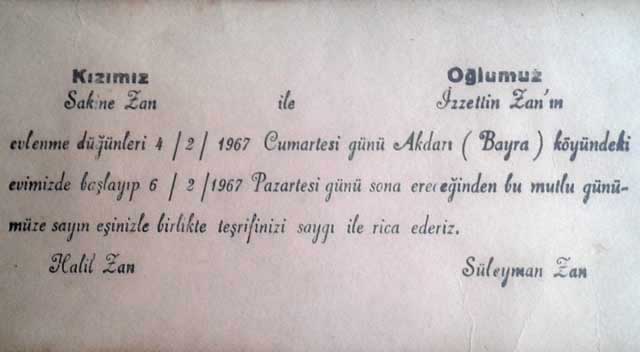 Kızımız Oğlumuz
Sakine Zan ile İzzettin Zan'ın
evlenme düğünleri 4 / 2 / 1967 Cumartesi günü Akdarı ( Bayra ) köyündeki
evimizde başlayıp 6 / 2 / 1967 Pazartesi günü sona ereceğinden bu mutlu günü-
müze sayın eşinizle birlikte teşrifinizi saygı ile rica ederiz.
Halil Zan Süleyman Zan